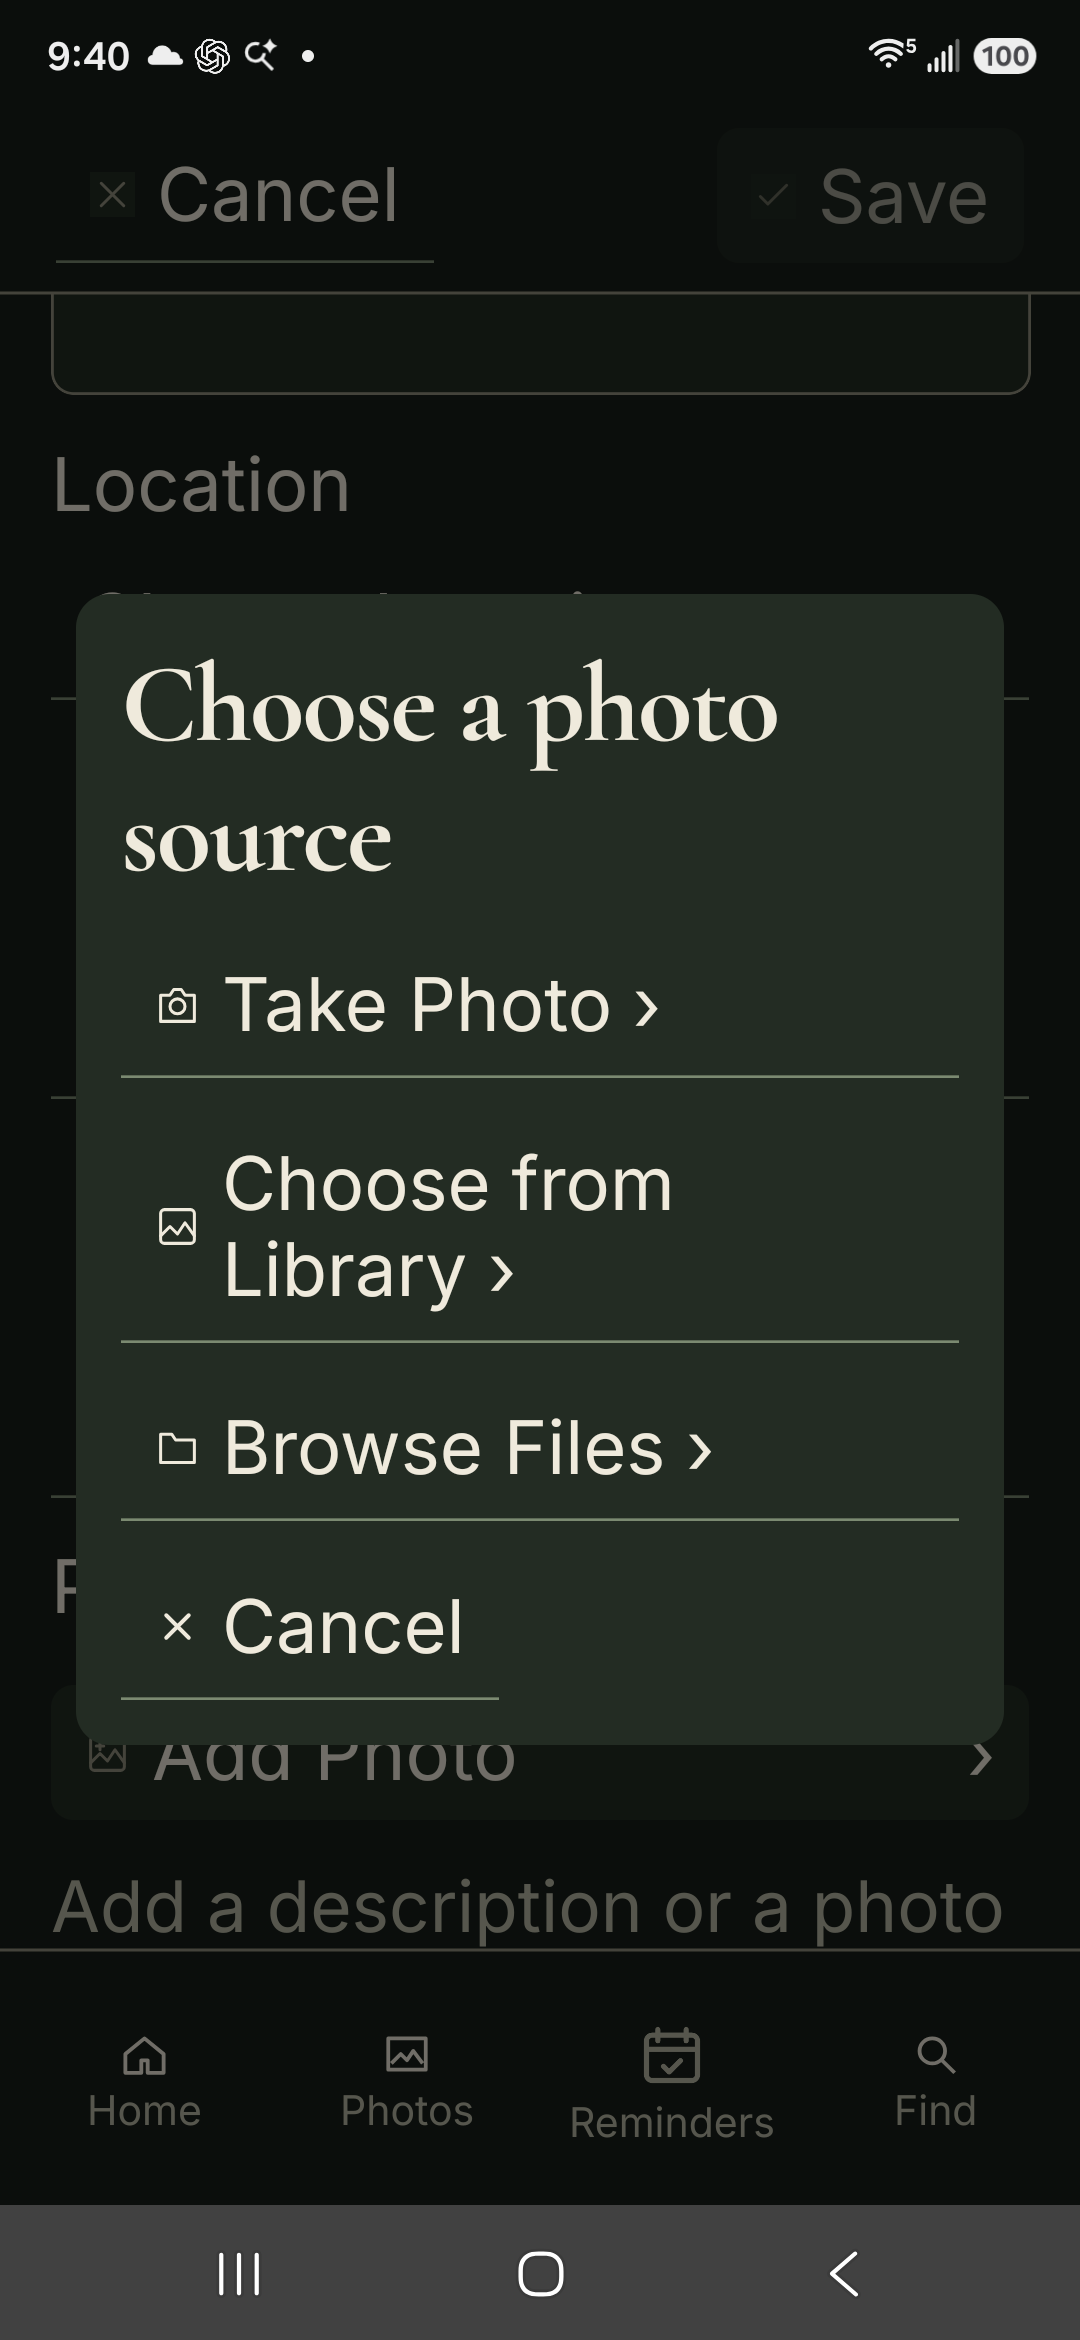 9:40
5
100
Cancel
Save
Location
Choose a photo
source
Take Photo ›
Choose from
Library ›
Browse Files ›
Cancel
Add Photo ›
Add a description or a photo
Home
Photos
Reminders
Find